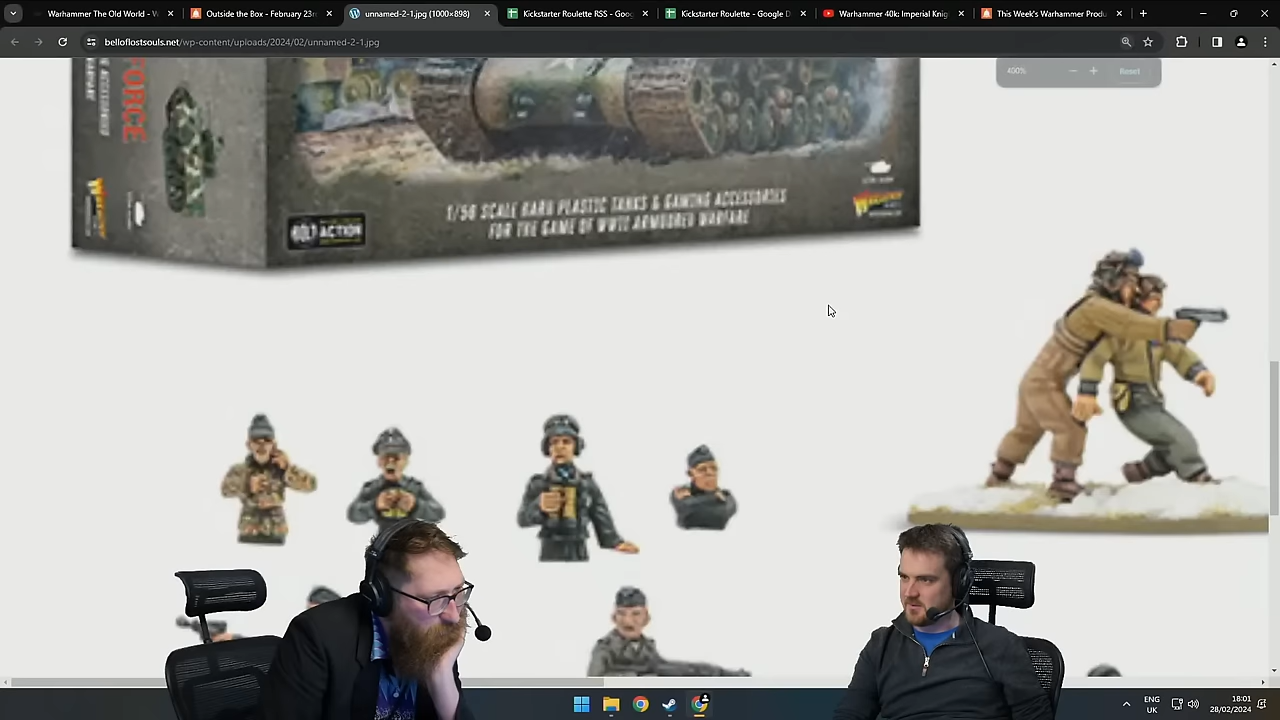 Warhammer The Old World - W
Outside the Box - February 23r
unnamed-2-1.jpg (1000×898)
Kickstarter Roulette RSS - Goo
Kickstarter Roulette - Google D
Warhammer 40k: Imperial Knig
This Week's Warhammer Produ
belloflostsouls.net/wp-content/uploads/2024/02/unnamed-2-1.jpg
400%
Reset
FORCE
1/56 SCALE HARD PLASTIC TANKS & GAMING ACCESSORIES
FOR THE GAME OF WWII ARMOURED WARFARE
BOLT ACTION
WARLORD
ENG
UK
18:01
28/02/2024